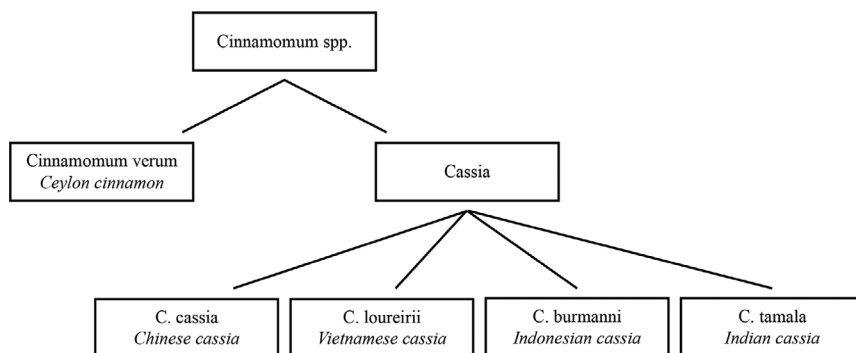 Cinnamomum spp.
Cinnamomum verum
Ceylon cinnamon
Cassia
C. cassia
Chinese cassia
C. loureirii
Vietnamese cassia
C. burmanni
Indonesian cassia
C. tamala
Indian cassia